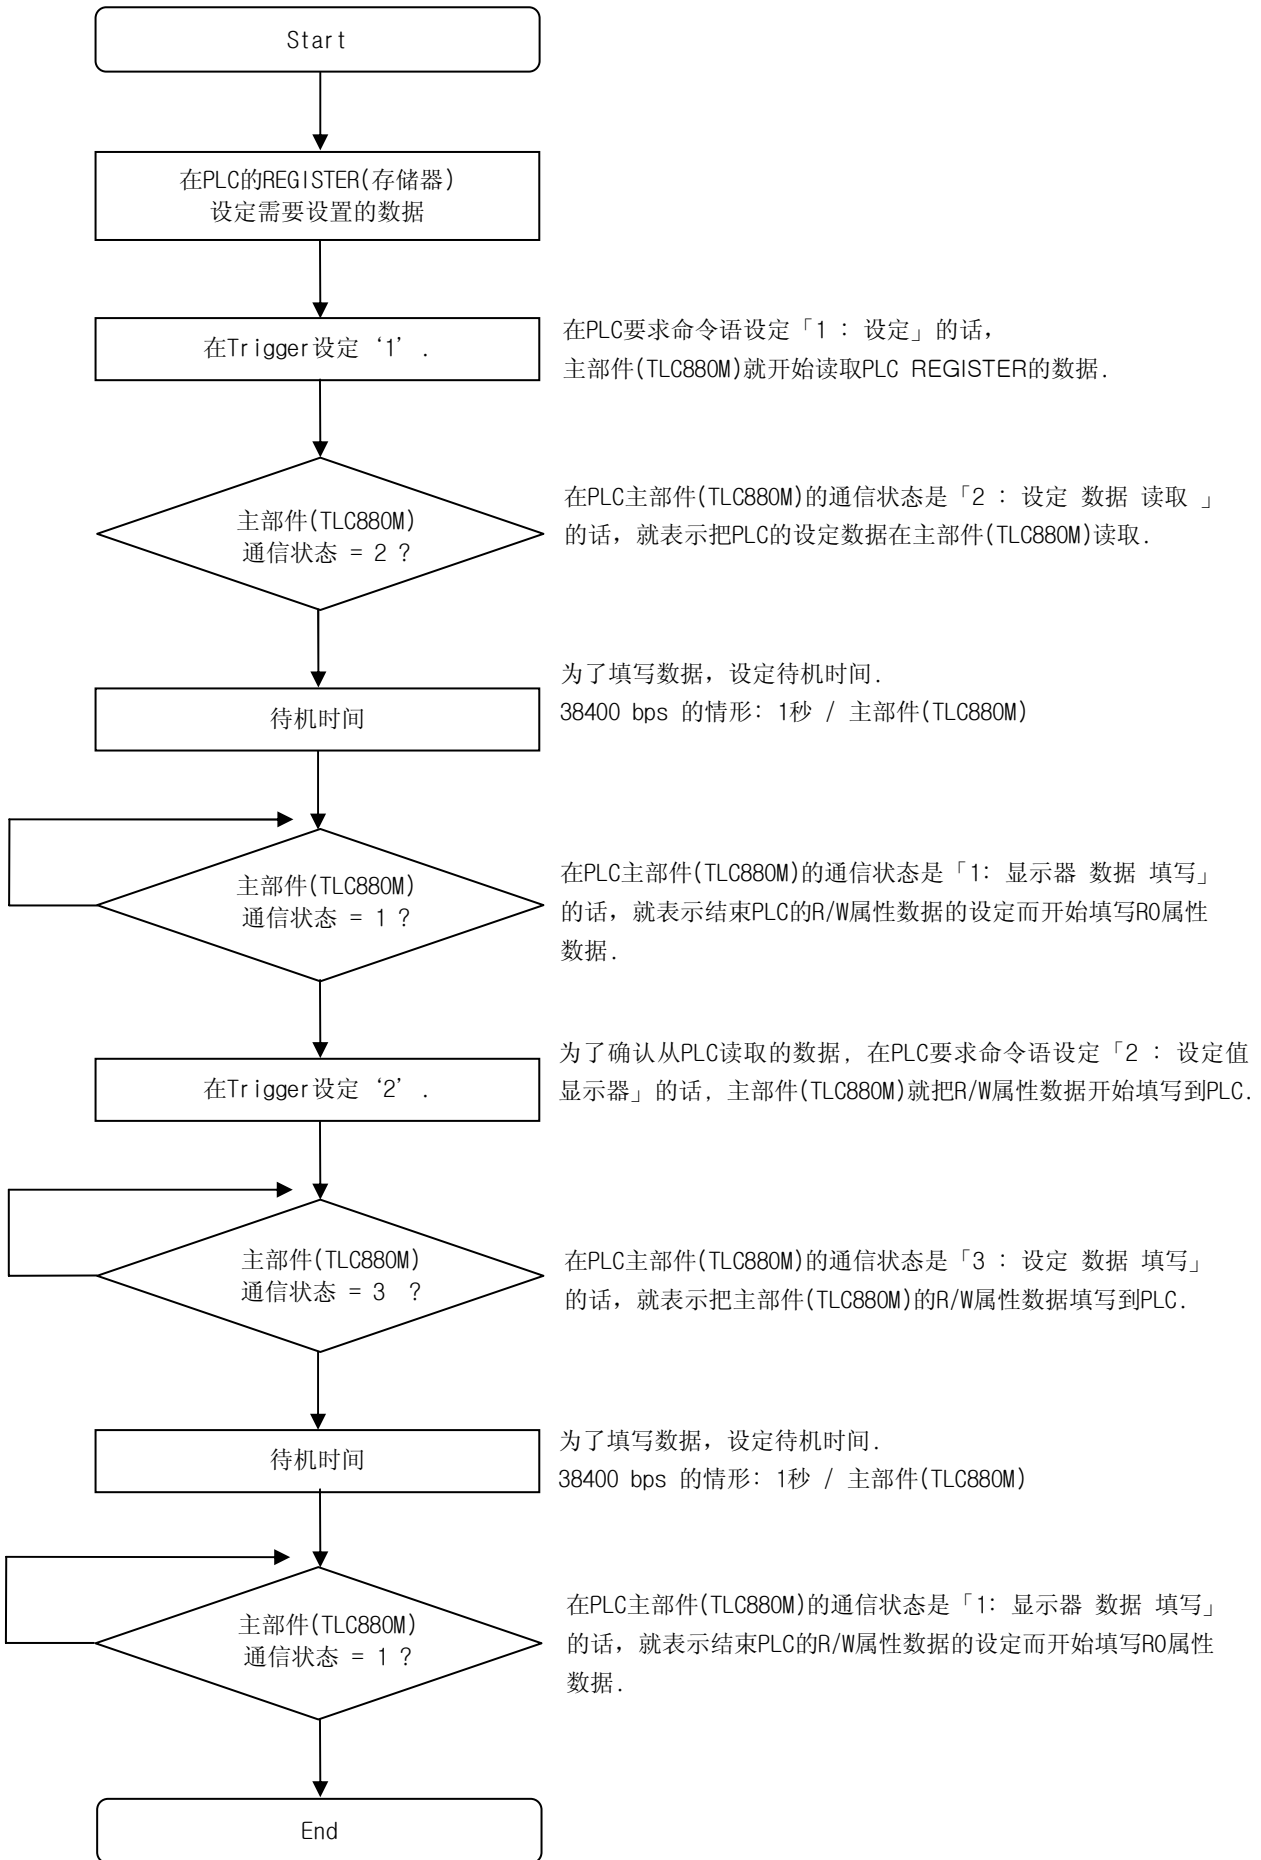 Start
在PLC的REGISTER(存储器)
设定需要设置的数据
在Trigger设定‘1’.
在PLC要求命令语设定「1 : 设定」的话,
主部件(TLC880M)就开始读取PLC REGISTER的数据.
主部件(TLC880M)
通信状态 = 2 ?
在PLC主部件(TLC880M)的通信状态是「2 : 设定 数据 读取 」
的话, 就表示把PLC的设定数据在主部件(TLC880M)读取.
待机时间
为了填写数据, 设定待机时间.
38400 bps 的情形: 1秒 / 主部件(TLC880M)
主部件(TLC880M)
通信状态 = 1 ?
在PLC主部件(TLC880M)的通信状态是「1: 显示器 数据 填写」
的话, 就表示结束PLC的R/W属性数据的设定而开始填写RO属性
数据.
在Trigger设定‘2’.
为了确认从PLC读取的数据, 在PLC要求命令语设定「2 : 设定值
显示器」的话, 主部件(TLC880M)就把R/W属性数据开始填写到PLC.
主部件(TLC880M)
通信状态 = 3 ?
在PLC主部件(TLC880M)的通信状态是「3 : 设定 数据 填写」
的话, 就表示把主部件(TLC880M)的R/W属性数据填写到PLC.
待机时间
为了填写数据, 设定待机时间.
38400 bps 的情形: 1秒 / 主部件(TLC880M)
主部件(TLC880M)
通信状态 = 1 ?
在PLC主部件(TLC880M)的通信状态是「1: 显示器 数据 填写」
的话, 就表示结束PLC的R/W属性数据的设定而开始填写RO属性
数据.
End